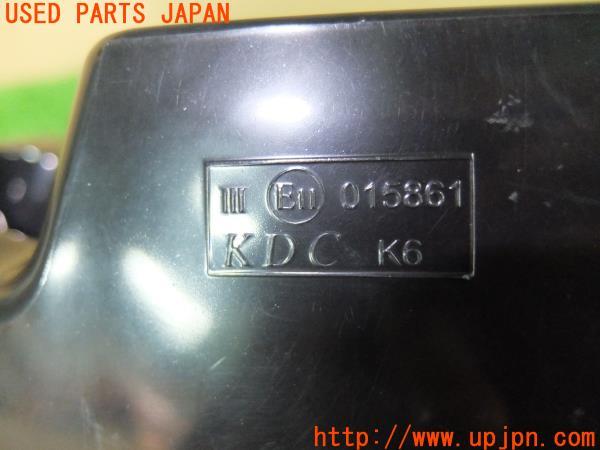 USED PARTS JAPAN
III E11 015861
KDC K6
http://www.upjpn.com/